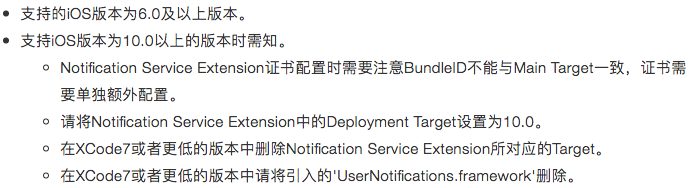 支持的iOS版本为6.0及以上版本。
支持iOS版本为10.0以上的版本时需知。
Notification Service Extension证书配置时需要注意BundleID不能与Main Target一致，证书需
要单独额外配置。
请将Notification Service Extension中的Deployment Target设置为10.0。
在XCode7或者更低的版本中删除Notification Service Extension所对应的Target。
在XCode7或者更低的版本中请将引入的'UserNotifications.framework'删除。